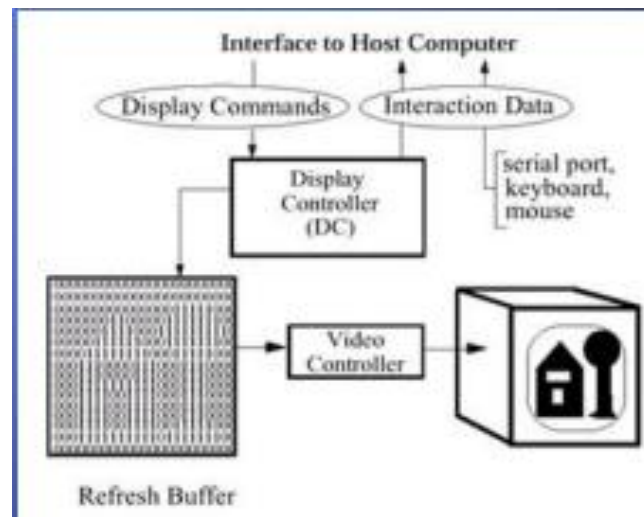 Interface to Host Computer
Display Commands
Interaction Data
Display
Controller
(DC)
serial port,
keyboard,
mouse
Video
Controller
Refresh Buffer